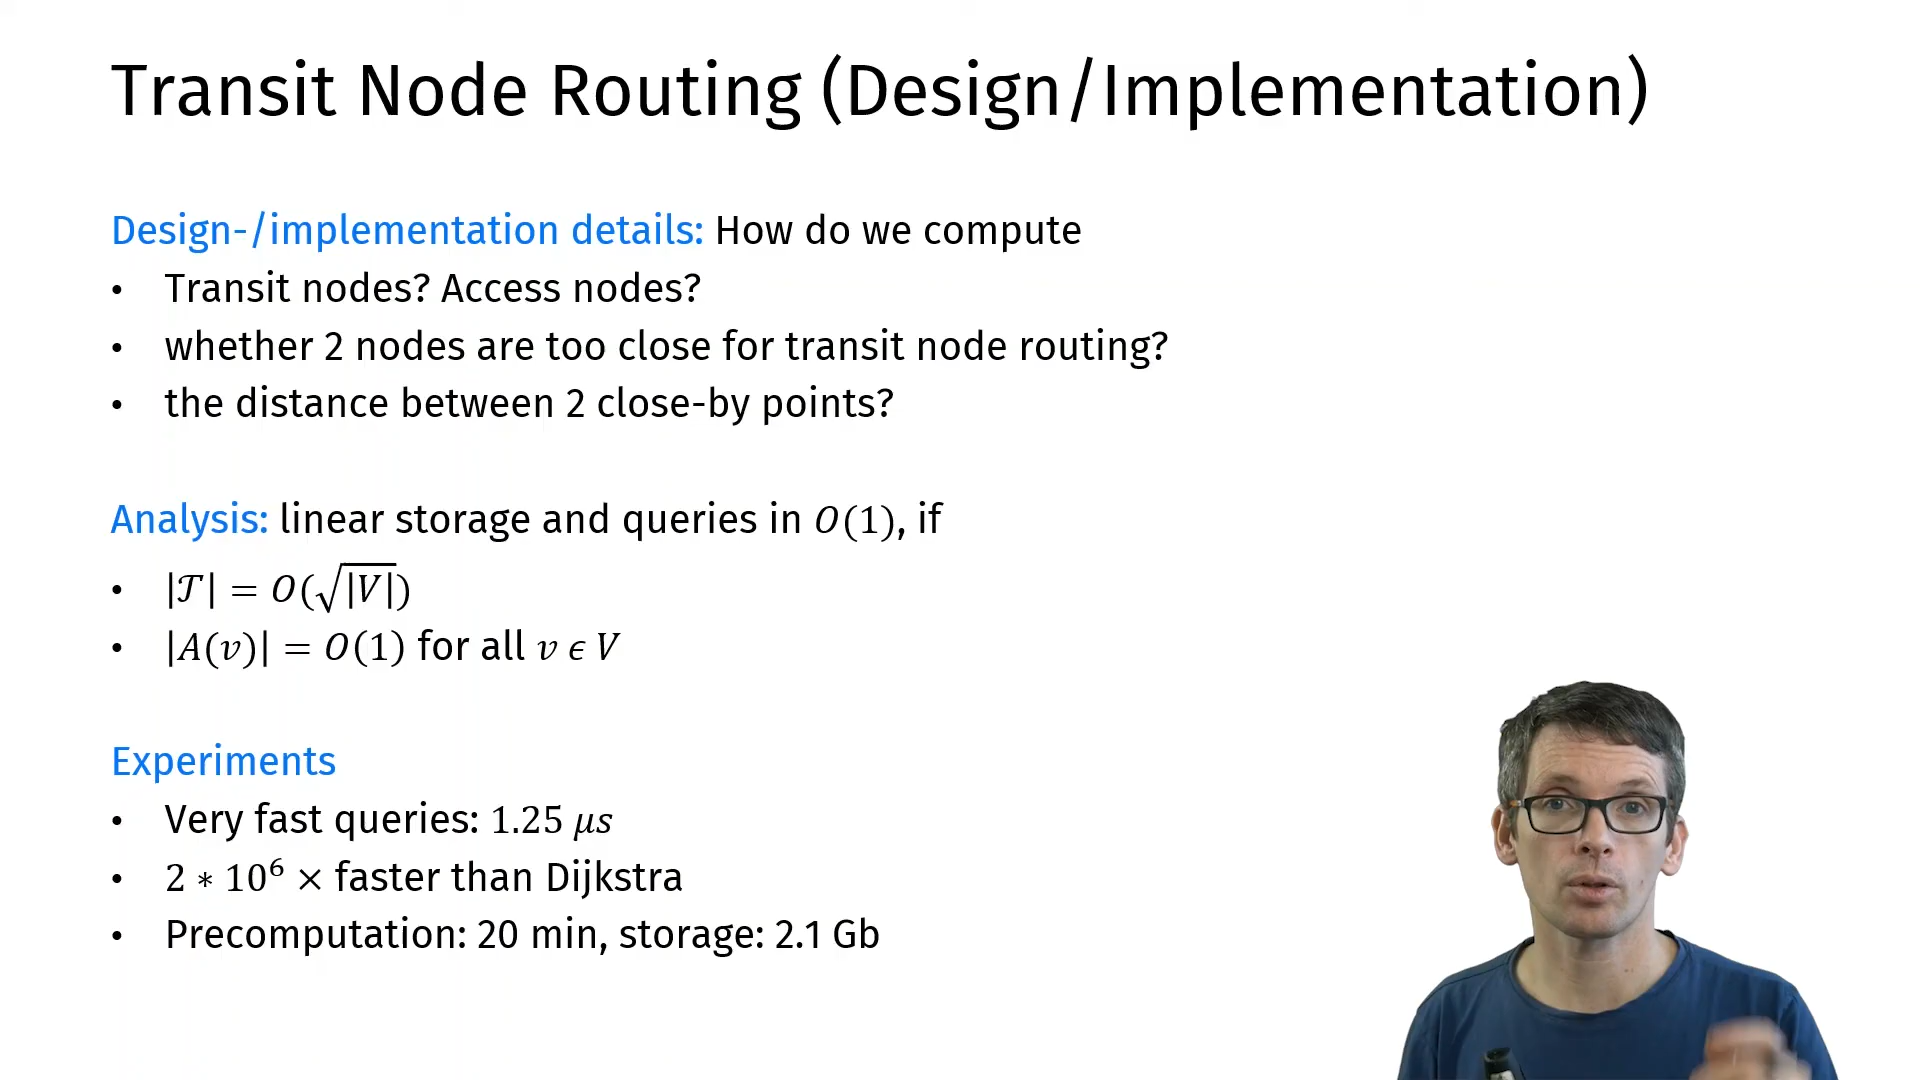 Transit Node Routing (Design/Implementation)
Design-/implementation details: How do we compute
• Transit nodes? Access nodes?
• whether 2 nodes are too close for transit node routing?
• the distance between 2 close-by points?
Analysis: linear storage and queries in O(1), if
• |𝒯| = O(√|V|)
• |A(v)| = O(1) for all v ϵ V
Experiments
• Very fast queries: 1.25 μs
• 2 ∗ 10⁶ × faster than Dijkstra
• Precomputation: 20 min, storage: 2.1 Gb